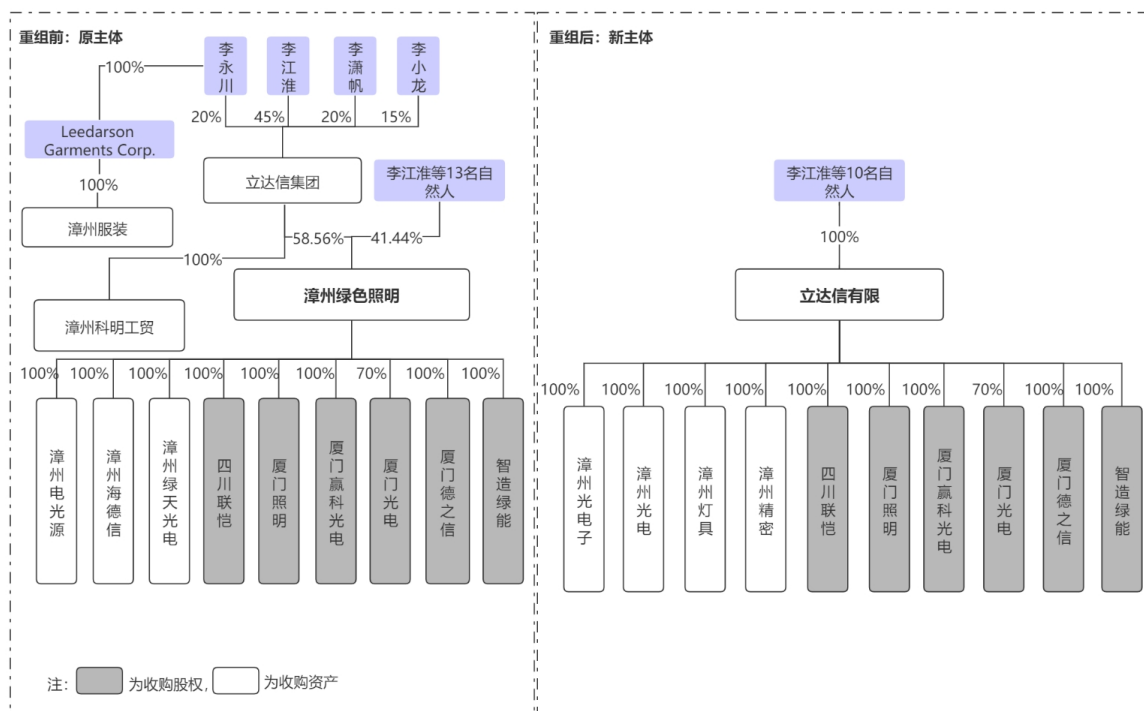 重组前：原主体
李永川
李江淮
李潇帆
李小龙
100%
20%
45%
20%
15%
Leedarson
Garments Corp.
100%
漳州服装
立达信集团
李江淮等13名自
然人
58.56%
41.44%
100%
漳州科明工贸
漳州绿色照明
100%
100%
100%
100%
100%
100%
70%
100%
100%
漳州电光源
漳州海德信
漳州绿天光电
四川联恺
厦门照明
厦门赢科光电
厦门光电
厦门德之信
智造绿能
注：
为收购股权，
为收购资产
重组后：新主体
李江淮等10名自
然人
100%
立达信有限
100%
100%
100%
100%
100%
100%
100%
70%
100%
100%
漳州光电子
漳州光电
漳州灯具
漳州精密
四川联恺
厦门照明
厦门赢科光电
厦门光电
厦门德之信
智造绿能